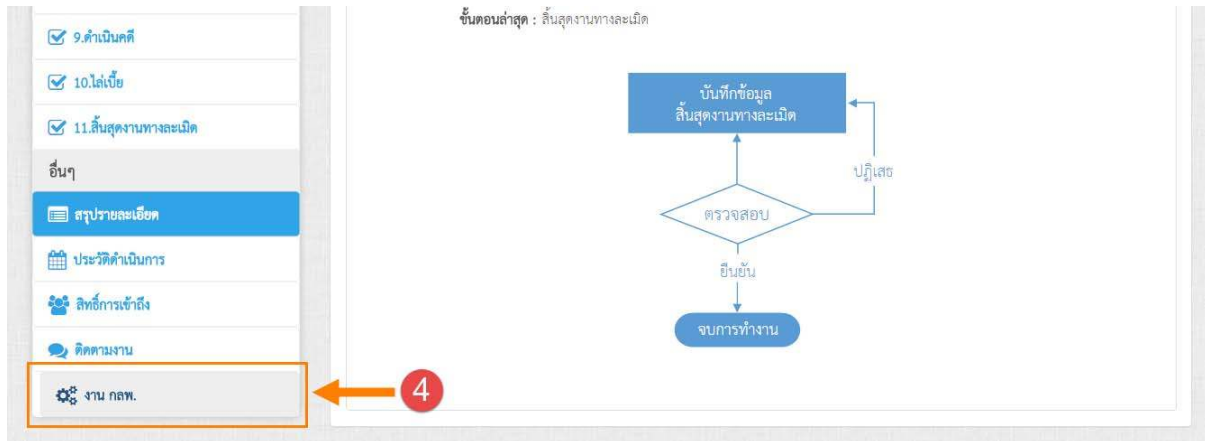 9.ดำเนินคดี
10.ไล่เบี้ย
11.สิ้นสุดงานทางละเมิด
อื่นๆ
สรุปรายละเอียด
ประวัติดำเนินการ
สิทธิ์การเข้าถึง
ติดตามงาน
งาน กลพ.
4
ขั้นตอนล่าสุด : สิ้นสุดงานทางละเมิด
บันทึกข้อมูล
สิ้นสุดงานทางละเมิด
ปฏิเสธ
ตรวจสอบ
ยืนยัน
จบการทำงาน